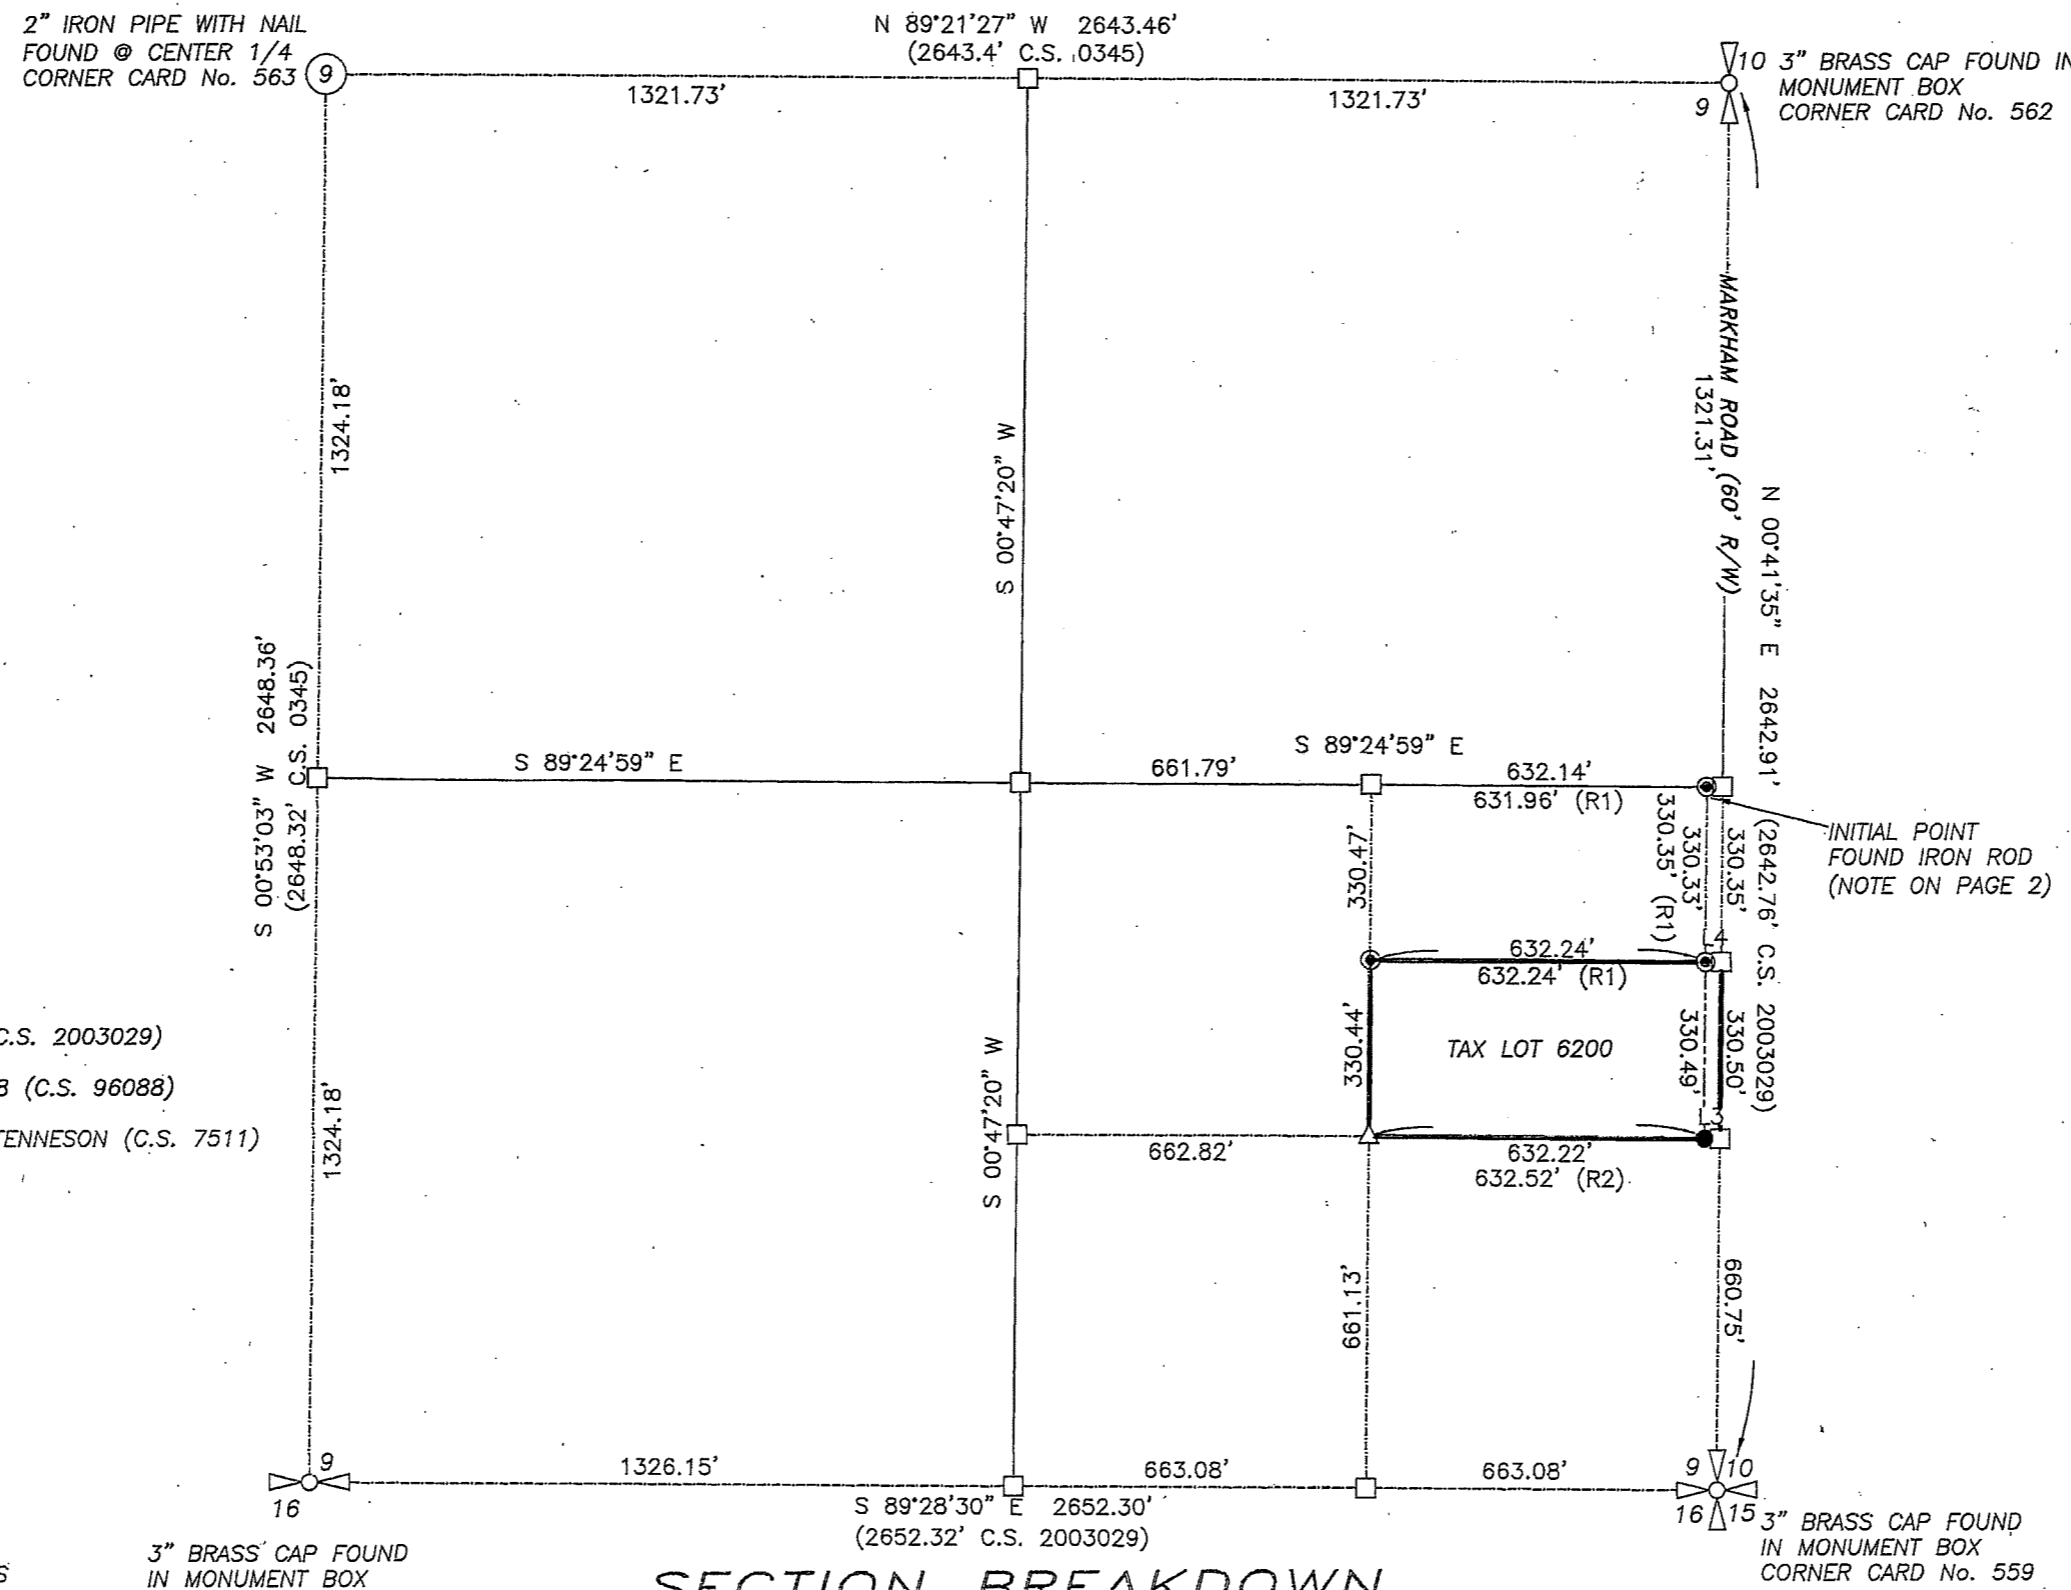 2" IRON PIPE WITH NAIL
FOUND @ CENTER 1/4
CORNER CARD No. 563
9
N 89°21'27" W 2643.46'
(2643.4' C.S. 0345)
1321.73'
1321.73'
10
9
3" BRASS CAP FOUND IN
MONUMENT BOX
CORNER CARD No. 562
1324.18'
S 00°47'20" W
MARKHAM ROAD (60' R/W)
1321.31'
N 00°41'35" E 2642.91'
(2642.76' C.S. 2003029)
S 00°53'03" W 2648.36'
(2648.32' C.S. 0345)
S 89°24'59" E
S 89°24'59" E
661.79'
632.14'
631.96' (R1)
330.47'
330.35' (R1)
330.33'
330.35'
INITIAL POINT
FOUND IRON ROD
(NOTE ON PAGE 2)
L4
632.24'
632.24' (R1)
330.44'
TAX LOT 6200
330.49'
330.50'
L3
C.S. 2003029)
(C.S. 96088)
TENNESON (C.S. 7511)
1324.18'
S 00°47'20" W
662.82'
632.22'
632.52' (R2)
661.13'
660.75'
9
16
1326.15'
663.08'
663.08'
9 10
16 15
S 89°28'30" E 2652.30'
(2652.32' C.S. 2003029)
3" BRASS CAP FOUND
IN MONUMENT BOX
3" BRASS CAP FOUND
IN MONUMENT BOX
CORNER CARD No. 559
SECTION BREAKDOWN